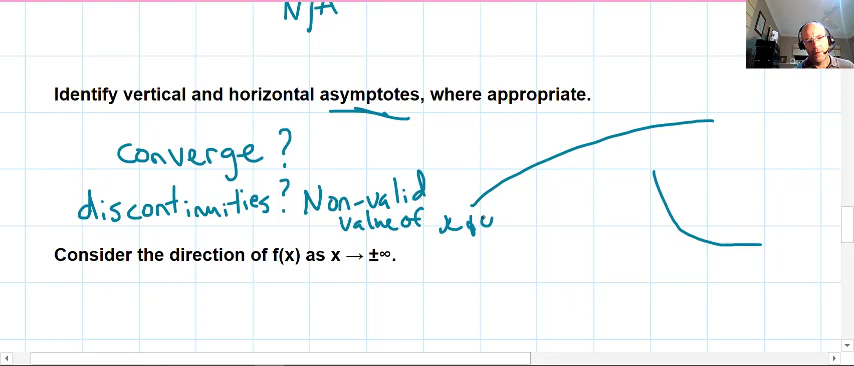 N/A
Identify vertical and horizontal asymptotes, where appropriate.
converge?
discontinuities? Non-valid
value of x
Consider the direction of f(x) as x → ±∞.